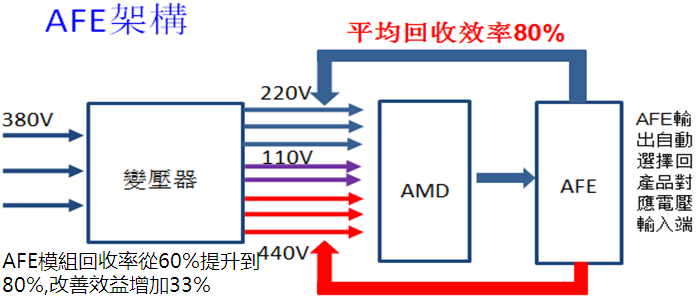 AFE架構
平均回收效率80%
220V
380V
110V
變壓器
AMD
AFE
AFE輸
出自動
選擇回
產品對
應電壓
輸入端
440V
AFE模組回收率從60%提升到
80%,改善效益增加33%